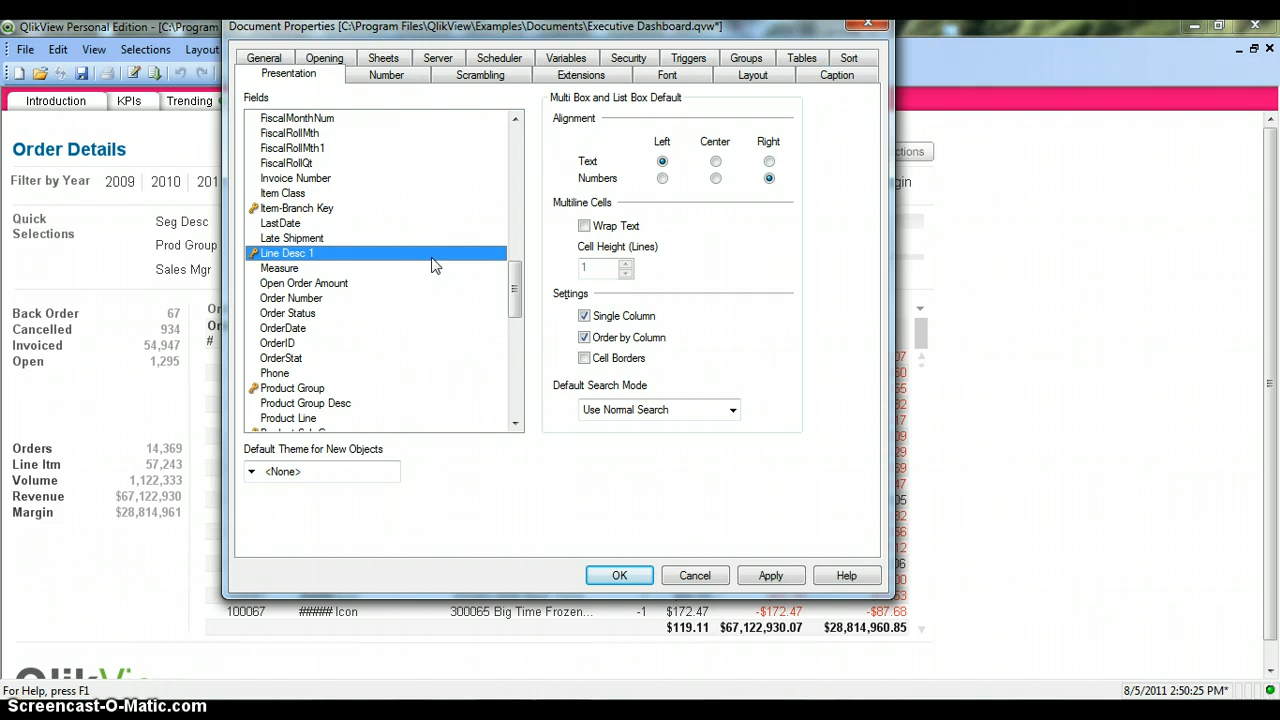 QlikView Personal Edition - [C:\Program
Document Properties [C:\Program Files\QlikView\Examples\Documents\Executive Dashboard.qvw*]
File Edit View Selections Layout
General Opening Sheets Server Scheduler Variables Security Triggers Groups Tables Sort
Presentation Number Scrambling Extensions Font Layout Caption
Introduction KPIs Trending
Order Details
Filter by Year 2009 2010 201
Quick
Selections
Seg Desc
Prod Group
Sales Mgr
Back Order 67
Cancelled 934
Invoiced 54,947
Open 1,295
Orders 14,369
Line Itm 57,243
Volume 1,122,333
Revenue $67,122,930
Margin $28,814,961
Fields
FiscalMonthNum
FiscalRollMth
FiscalRollMth1
FiscalRollQt
Invoice Number
Item Class
Item-Branch Key
LastDate
Late Shipment
Line Desc 1
Measure
Open Order Amount
Order Number
Order Status
OrderDate
OrderID
OrderStat
Phone
Product Group
Product Group Desc
Product Line
Default Theme for New Objects
<None>
Multi Box and List Box Default
Alignment
Left Center Right
Text
Numbers
Multiline Cells
Wrap Text
Cell Height (Lines)
1
Settings
Single Column
Order by Column
Cell Borders
Default Search Mode
Use Normal Search
OK Cancel Apply Help
100067 ##### Icon 300065 Big Time Frozen... -1 $172.47 -$172.47 -$87.68
$119.11 $67,122,930.07 $28,814,960.85
QlikVi
For Help, press F1
8/5/2011 2:50:25 PM*
Screencast-O-Matic.com